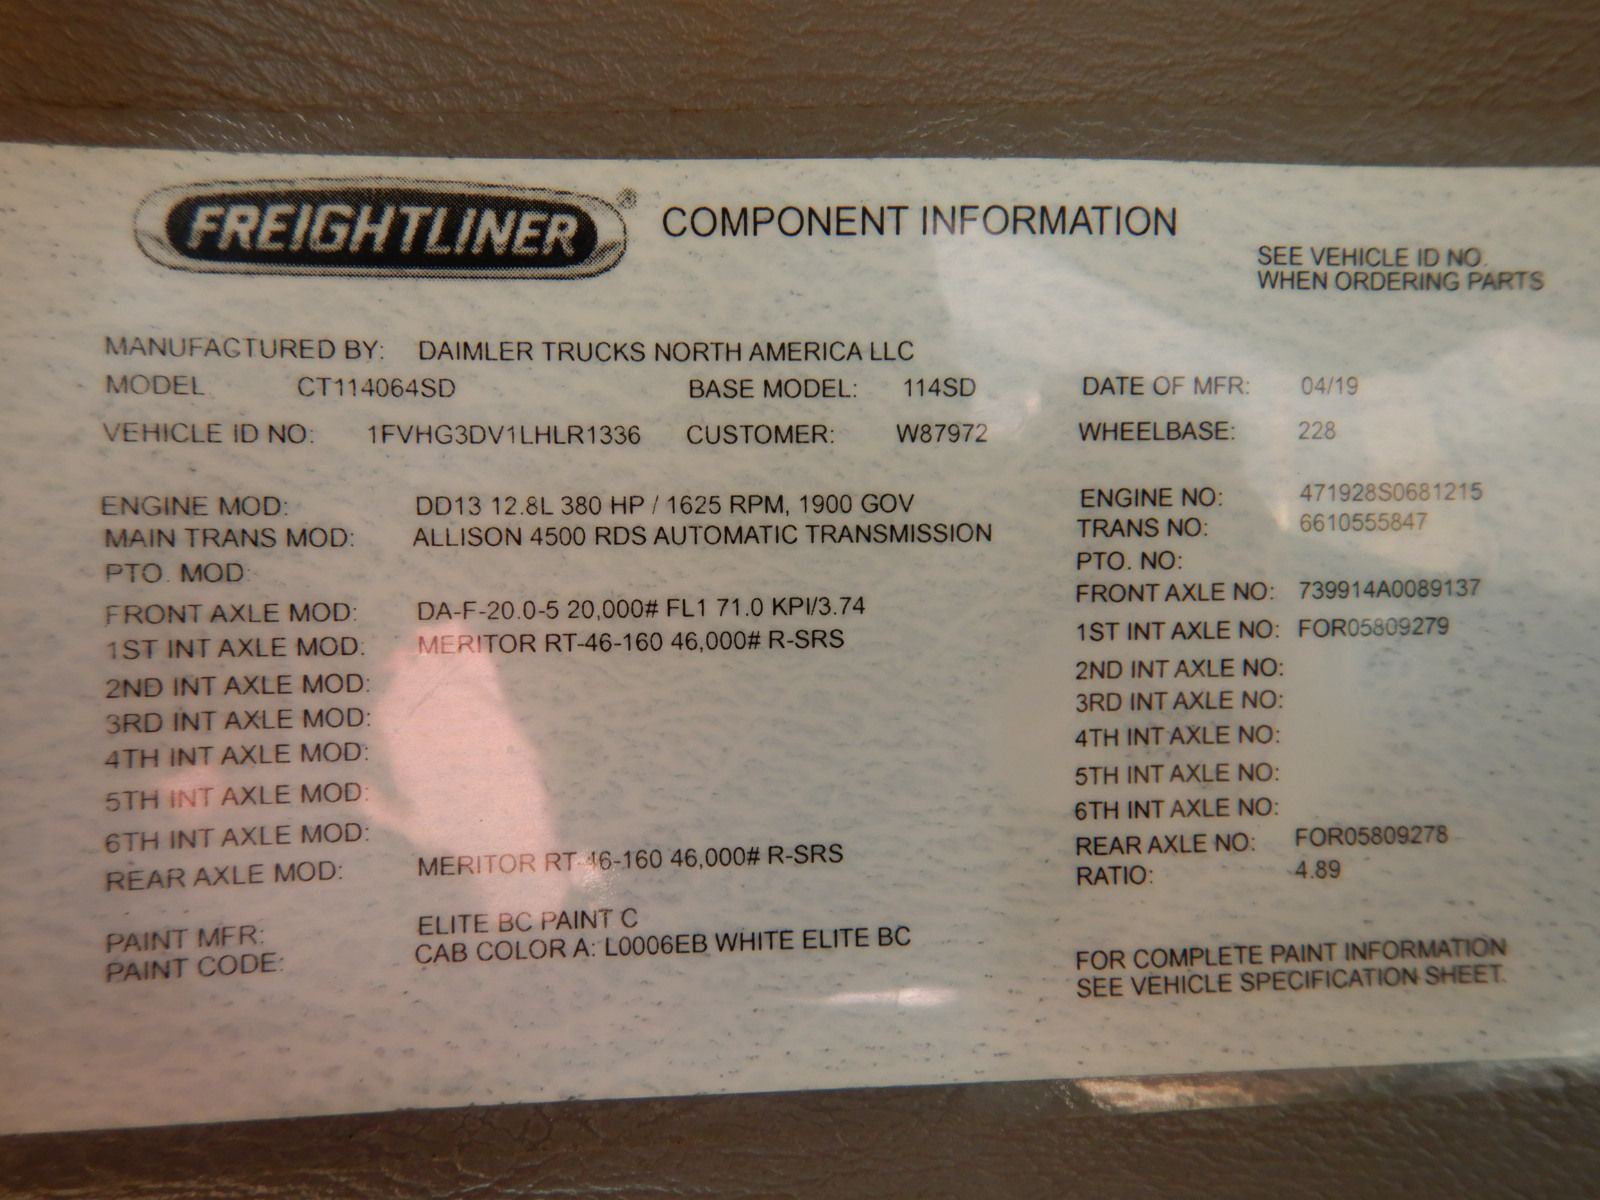 FREIGHTLINER® COMPONENT INFORMATION
SEE VEHICLE ID NO.
WHEN ORDERING PARTS
MANUFACTURED BY: DAIMLER TRUCKS NORTH AMERICA LLC
MODEL CT114064SD BASE MODEL: 114SD DATE OF MFR: 04/19
VEHICLE ID NO: 1FVHG3DV1LHLR1336 CUSTOMER: W87972 WHEELBASE: 228
ENGINE MOD: DD13 12.8L 380 HP / 1625 RPM, 1900 GOV ENGINE NO: 471928S0681215
MAIN TRANS MOD: ALLISON 4500 RDS AUTOMATIC TRANSMISSION TRANS NO: 6610555847
PTO. MOD: PTO. NO:
FRONT AXLE MOD: DA-F-20.0-5 20,000# FL1 71.0 KPI/3.74 FRONT AXLE NO: 739914A0089137
1ST INT AXLE MOD: MERITOR RT-46-160 46,000# R-SRS 1ST INT AXLE NO: FOR05809279
2ND INT AXLE MOD: 2ND INT AXLE NO:
3RD INT AXLE MOD: 3RD INT AXLE NO:
4TH INT AXLE MOD: 4TH INT AXLE NO:
5TH INT AXLE MOD: 5TH INT AXLE NO:
6TH INT AXLE MOD: 6TH INT AXLE NO:
REAR AXLE MOD: MERITOR RT-46-160 46,000# R-SRS REAR AXLE NO: FOR05809278
RATIO: 4.89
PAINT MFR: ELITE BC PAINT C
PAINT CODE: CAB COLOR A: L0006EB WHITE ELITE BC
FOR COMPLETE PAINT INFORMATION
SEE VEHICLE SPECIFICATION SHEET.